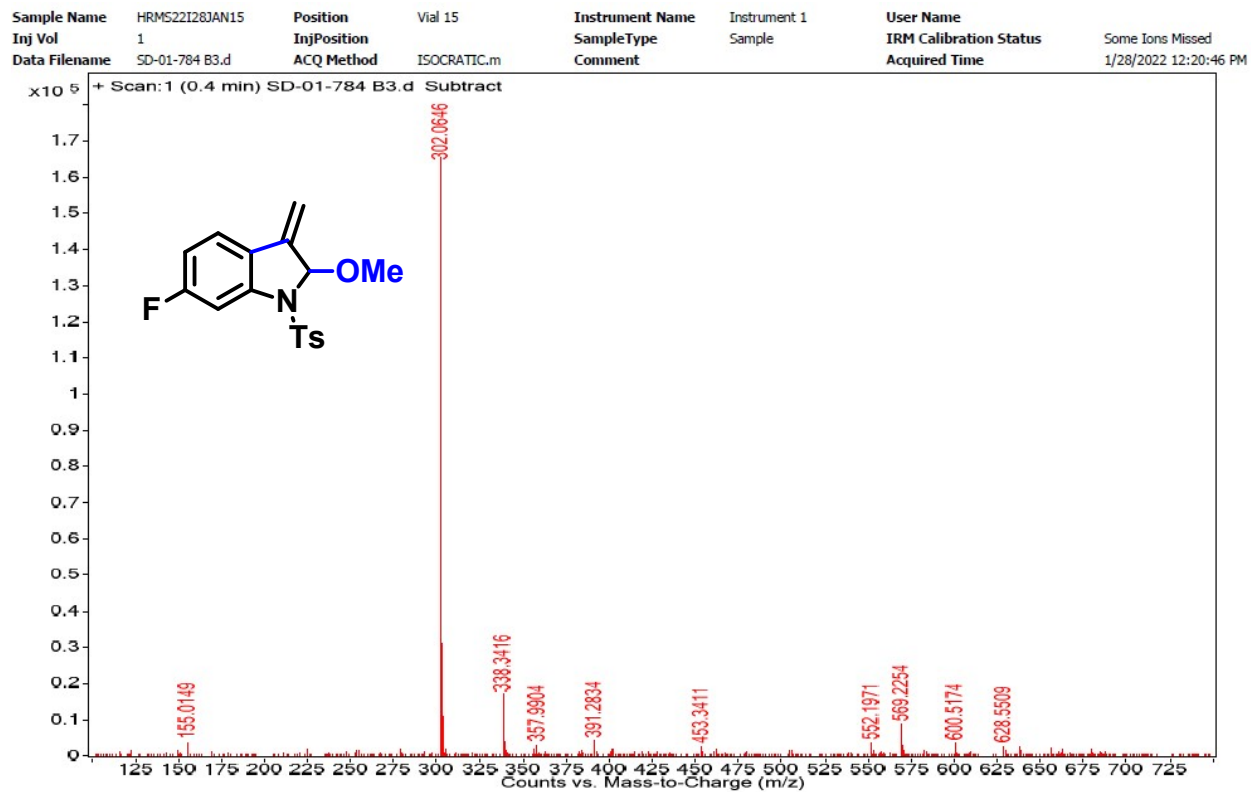 Sample Name HRMS22I28JAN15 Position Vial 15 Instrument Name Instrument 1 User Name
Inj Vol 1 InjPosition SampleType Sample IRM Calibration Status Some Ions Missed
Data Filename SD-01-784 B3.d ACQ Method ISOCRATIC.m Comment Acquired Time 1/28/2022 12:20:46 PM
x10 5 + Scan:1 (0.4 min) SD-01-784 B3.d Subtract
302.0646
1.7
1.6
1.5
1.4
1.3
1.2
1.1
1
0.9
0.8
0.7
0.6
0.5
0.4
0.3
0.2
0.1
0
OMe
F
N
Ts
155.0149
338.3416
357.9904
391.2834
453.3411
552.1971
569.2254
600.5174
628.5509
125 150 175 200 225 250 275 300 325 350 375 400 425 450 475 500 525 550 575 600 625 650 675 700 725
Counts vs. Mass-to-Charge (m/z)